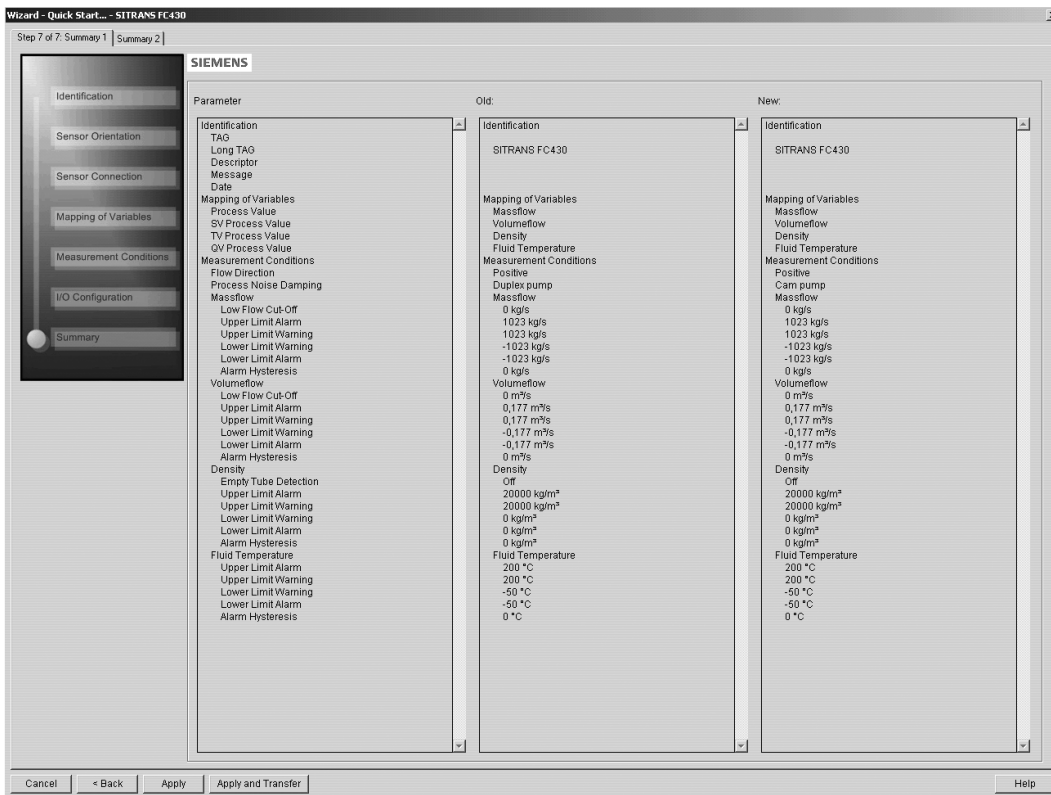 Wizard - Quick Start... - SITRANS FC430
Step 7 of 7: Summary 1
Summary 2
SIEMENS
Identification
Sensor Orientation
Sensor Connection
Mapping of Variables
Measurement Conditions
I/O Configuration
Summary
Parameter
Identification
TAG
Long TAG
Descriptor
Message
Date
Mapping of Variables
Process Value
SV Process Value
TV Process Value
QV Process Value
Measurement Conditions
Flow Direction
Process Noise Damping
Massflow
Low Flow Cut-Off
Upper Limit Alarm
Upper Limit Warning
Lower Limit Warning
Lower Limit Alarm
Alarm Hysteresis
Volumeflow
Low Flow Cut-Off
Upper Limit Alarm
Upper Limit Warning
Lower Limit Warning
Lower Limit Alarm
Alarm Hysteresis
Density
Empty Tube Detection
Upper Limit Alarm
Upper Limit Warning
Lower Limit Warning
Lower Limit Alarm
Alarm Hysteresis
Fluid Temperature
Upper Limit Alarm
Upper Limit Warning
Lower Limit Warning
Lower Limit Alarm
Alarm Hysteresis
Old:
Identification
SITRANS FC430
Mapping of Variables
Massflow
Volumeflow
Density
Fluid Temperature
Measurement Conditions
Positive
Duplex pump
Massflow
0 kg/s
1023 kg/s
1023 kg/s
-1023 kg/s
-1023 kg/s
0 kg/s
Volumeflow
0 m³/s
0,177 m³/s
0,177 m³/s
-0,177 m³/s
-0,177 m³/s
0 m³/s
Density
Off
20000 kg/m³
20000 kg/m³
0 kg/m³
0 kg/m³
0 kg/m³
Fluid Temperature
200 °C
200 °C
-50 °C
-50 °C
0 °C
New:
Identification
SITRANS FC430
Mapping of Variables
Massflow
Volumeflow
Density
Fluid Temperature
Measurement Conditions
Positive
Cam pump
Massflow
0 kg/s
1023 kg/s
1023 kg/s
-1023 kg/s
-1023 kg/s
0 kg/s
Volumeflow
0 m³/s
0,177 m³/s
0,177 m³/s
-0,177 m³/s
-0,177 m³/s
0 m³/s
Density
Off
20000 kg/m³
20000 kg/m³
0 kg/m³
0 kg/m³
0 kg/m³
Fluid Temperature
200 °C
200 °C
-50 °C
-50 °C
0 °C
Cancel
< Back
Apply
Apply and Transfer
Help